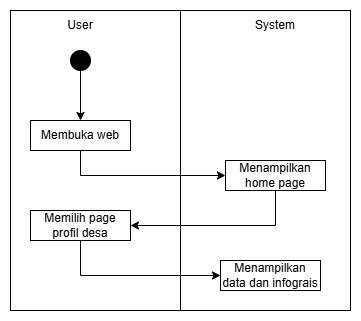 User
System
Membuka web
Menampilkan
home page
Memilih page
profil desa
Menampilkan
data dan infograis